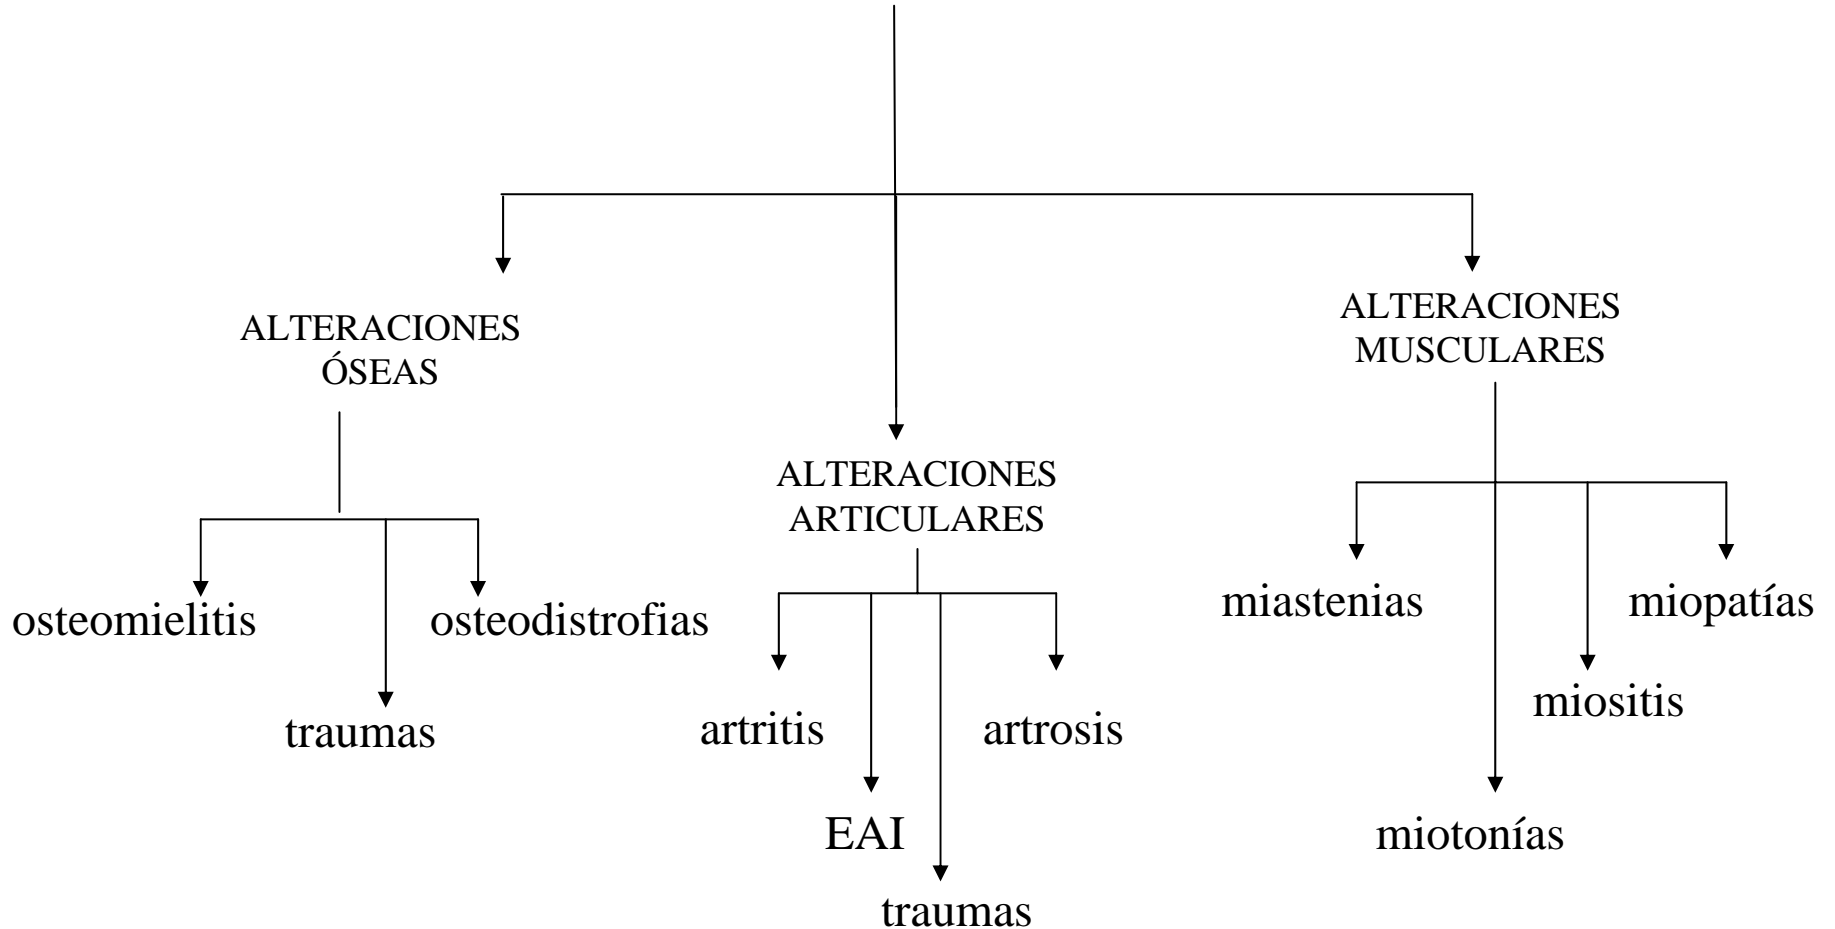 ALTERACIONES
ÓSEAS
osteomielitis
traumas
osteodistrofias
ALTERACIONES
ARTICULARES
artritis
EAI
traumas
artrosis
ALTERACIONES
MUSCULARES
miastenias
miotonías
miositis
miopatías